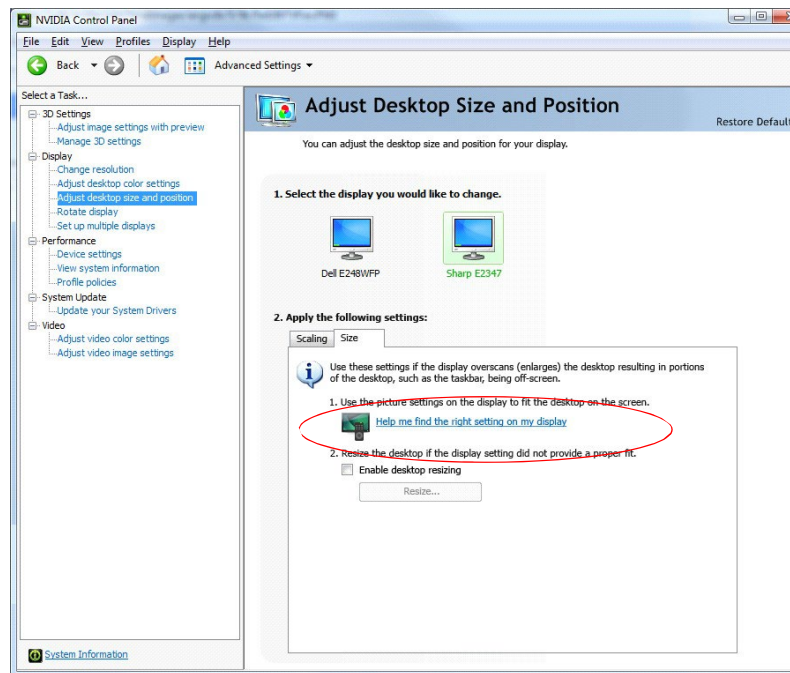 NVIDIA Control Panel
File Edit View Profiles Display Help
Back Advanced Settings
Select a Task...
3D Settings
Adjust image settings with preview
Manage 3D settings
Display
Change resolution
Adjust desktop color settings
Adjust desktop size and position
Rotate display
Set up multiple displays
Performance
Device settings
View system information
Profile policies
System Update
Update your System Drivers
Video
Adjust video color settings
Adjust video image settings
System Information
Adjust Desktop Size and Position
Restore Default
You can adjust the desktop size and position for your display.
1. Select the display you would like to change.
Dell E248WFP Sharp E2347
2. Apply the following settings:
Scaling Size
Use these settings if the display overscans (enlarges) the desktop resulting in portions
of the desktop, such as the taskbar, being off-screen.
1. Use the picture settings on the display to fit the desktop on the screen.
Help me find the right setting on my display
2. Resize the desktop if the display setting did not provide a proper fit.
Enable desktop resizing
Resize...